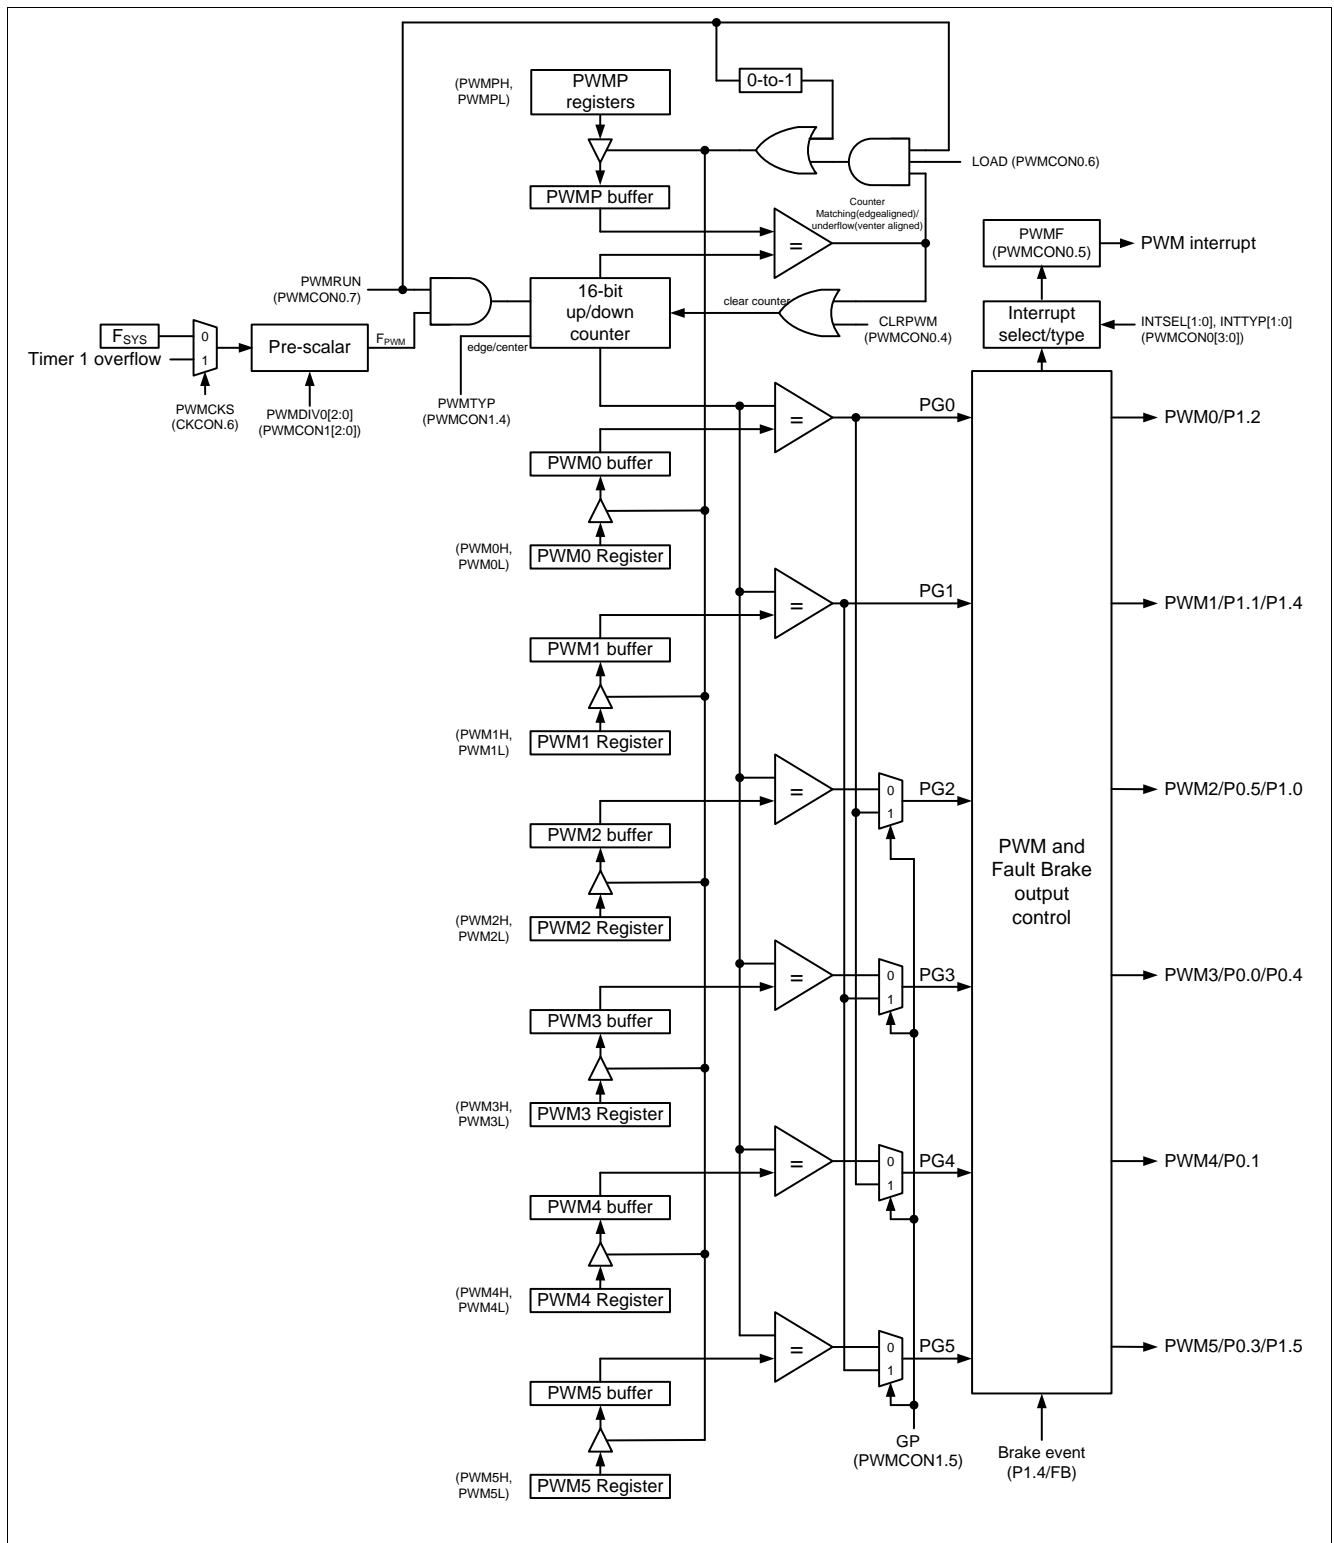 (PWMPH,
PWMPL)
PWMP
registers
0-to-1
LOAD (PWMCON0.6)
PWMP buffer
Counter
Matching(edgealigned)/
underflow(venter aligned)
=
PWMF
(PWMCON0.5)
PWM interrupt
PWMRUN
(PWMCON0.7)
16-bit
up/down
counter
clear counter
CLRPWM
(PWMCON0.4)
Interrupt
select/type
INTSEL[1:0], INTTYP[1:0]
(PWMCON0[3:0])
FSYS
Timer 1 overflow
0
1
Pre-scalar
FPWM
edge/center
PWMCKS
(CKCON.6)
PWMDIV0[2:0]
(PWMCON1[2:0])
PWMTYP
(PWMCON1.4)
=
PG0
PWM0/P1.2
PWM0 buffer
(PWM0H,
PWM0L)
PWM0 Register
=
PG1
PWM1/P1.1/P1.4
PWM1 buffer
(PWM1H,
PWM1L)
PWM1 Register
=
0
1
PG2
PWM2/P0.5/P1.0
PWM2 buffer
PWM and
Fault Brake
output
control
(PWM2H,
PWM2L)
PWM2 Register
=
0
1
PG3
PWM3/P0.0/P0.4
PWM3 buffer
(PWM3H,
PWM3L)
PWM3 Register
=
0
1
PG4
PWM4/P0.1
PWM4 buffer
(PWM4H,
PWM4L)
PWM4 Register
=
0
1
PG5
PWM5/P0.3/P1.5
PWM5 buffer
GP
(PWMCON1.5)
Brake event
(P1.4/FB)
(PWM5H,
PWM5L)
PWM5 Register